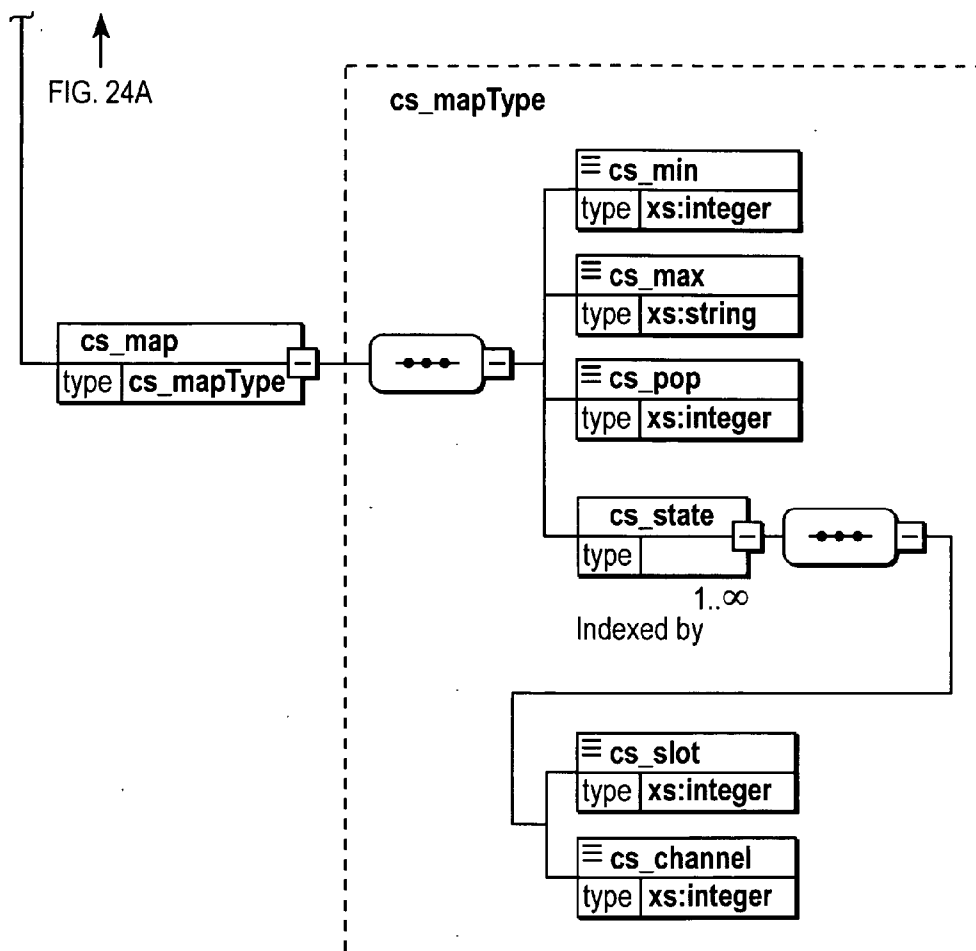 FIG. 24A
cs_mapType
cs_min
type xs:integer
cs_max
type xs:string
cs_map
type cs_mapType
cs_pop
type xs:integer
cs_state
type
1..∞
Indexed by
cs_slot
type xs:integer
cs_channel
type xs:integer